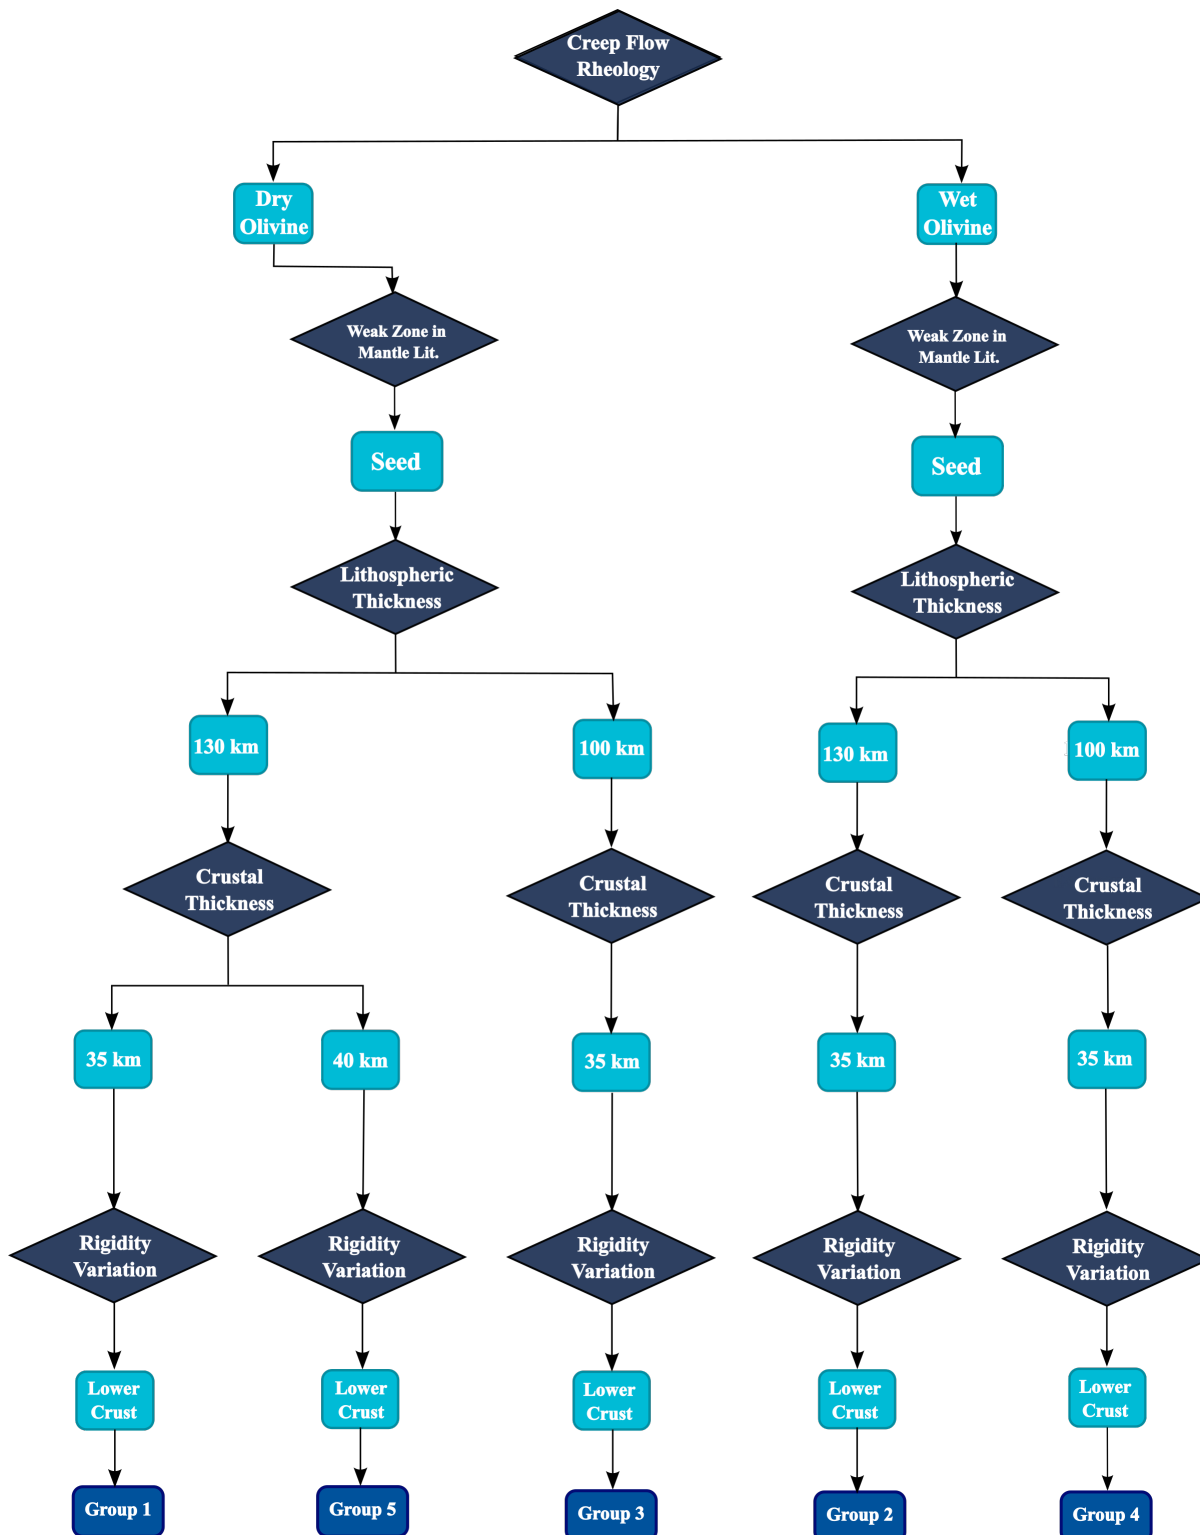 Creep Flow
Rheology
Dry
Olivine
Wet
Olivine
Weak Zone in
Mantle Lit.
Weak Zone in
Mantle Lit.
Seed
Seed
Lithospheric
Thickness
Lithospheric
Thickness
130 km
100 km
130 km
100 km
Crustal
Thickness
Crustal
Thickness
Crustal
Thickness
Crustal
Thickness
35 km
40 km
35 km
35 km
35 km
Rigidity
Variation
Rigidity
Variation
Rigidity
Variation
Rigidity
Variation
Rigidity
Variation
Lower
Crust
Lower
Crust
Lower
Crust
Lower
Crust
Lower
Crust
Group 1
Group 5
Group 3
Group 2
Group 4